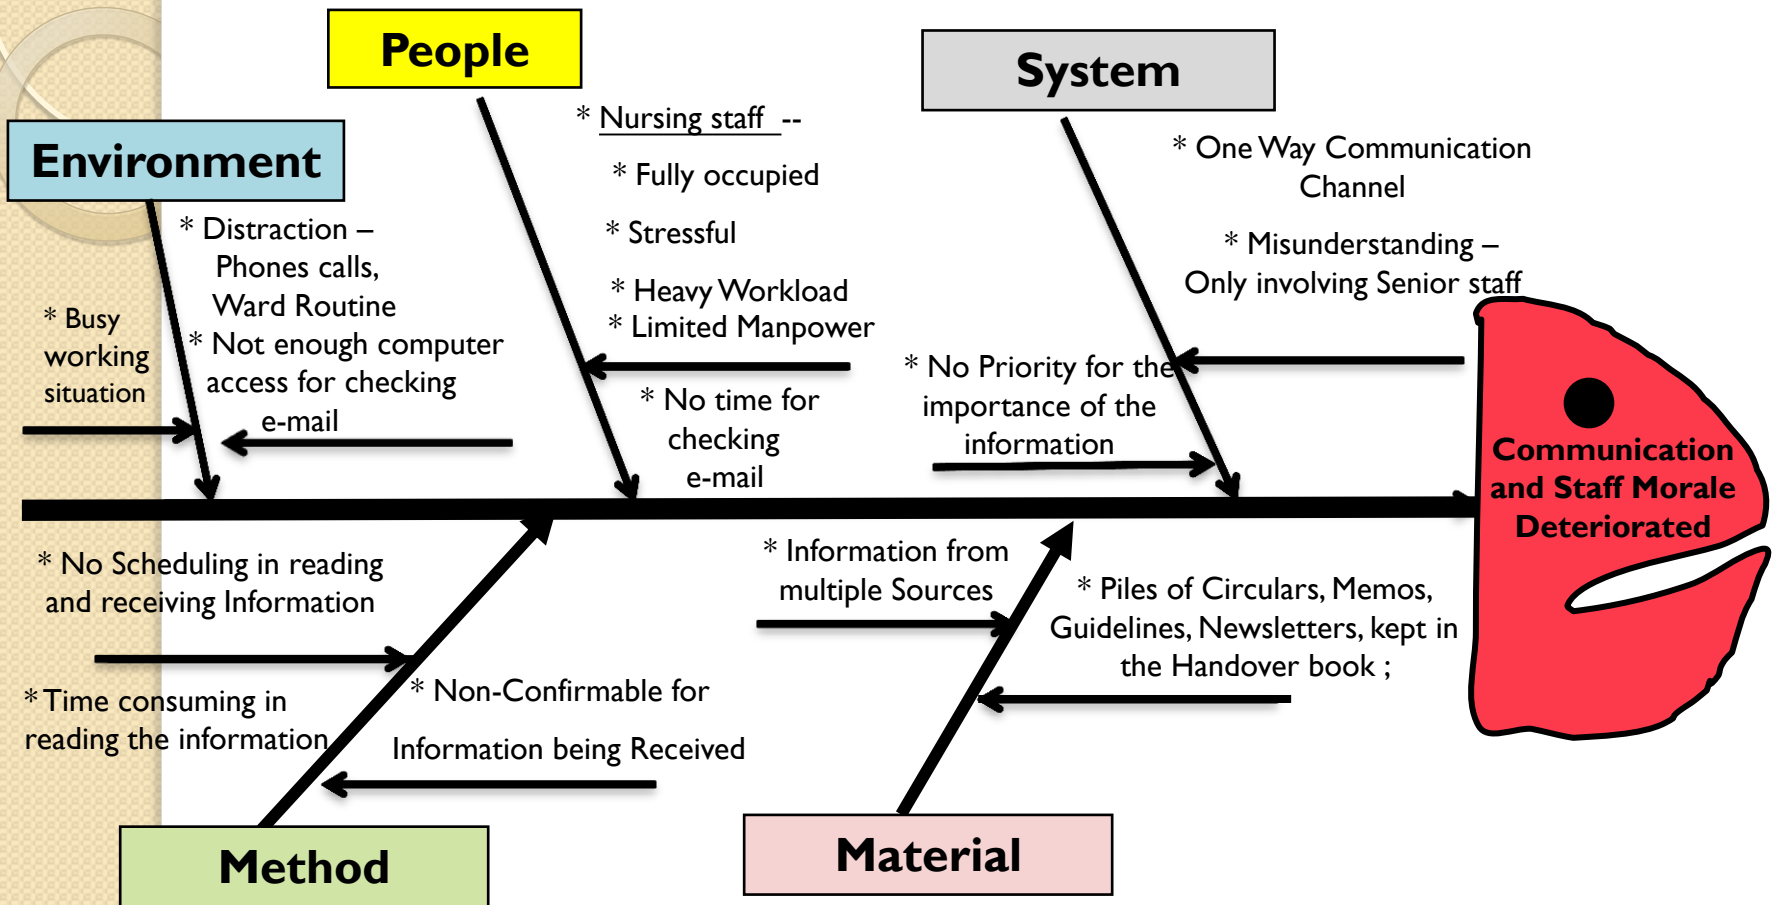 People
System
Environment
* Nursing staff --
* Fully occupied
* Stressful
* Heavy Workload
* Limited Manpower
* No time for
checking
e-mail
* One Way Communication
Channel
* Misunderstanding –
Only involving Senior staff
* No Priority for the
importance of the
information
* Distraction –
Phones calls,
Ward Routine
* Not enough computer
access for checking
e-mail
* Busy
working
situation
Communication
and Staff Morale
Deteriorated
* No Scheduling in reading
and receiving Information
* Time consuming in
reading the information
* Non-Confirmable for
Information being Received
* Information from
multiple Sources
* Piles of Circulars, Memos,
Guidelines, Newsletters, kept in
the Handover book ;
Method
Material